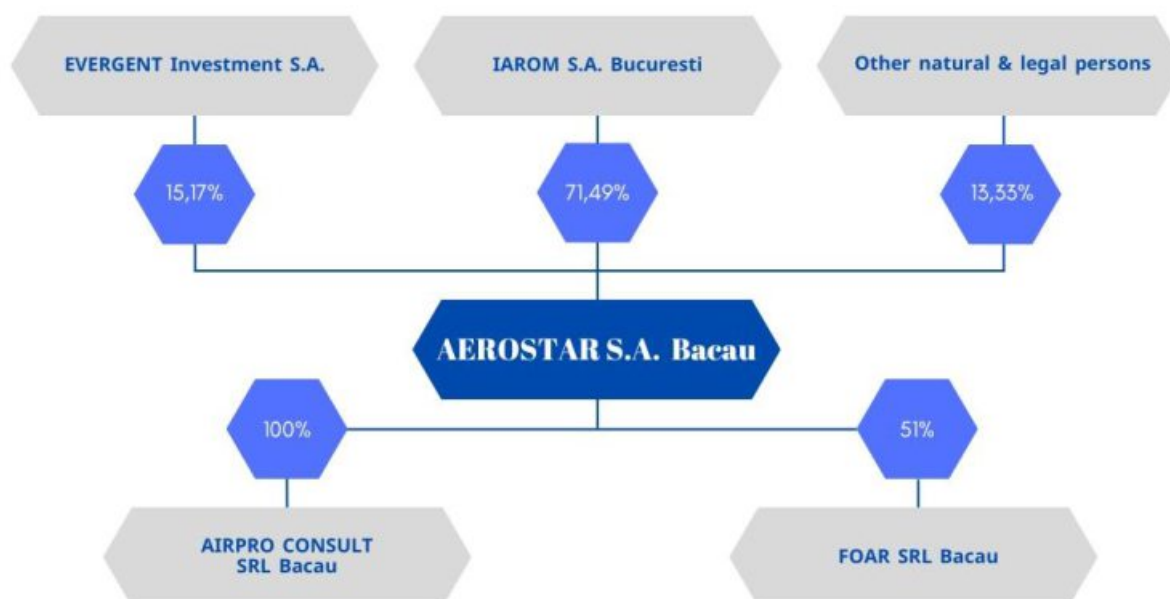 EVERGENT Investment S.A.
IAROM S.A. Bucuresti
Other natural & legal persons
15,17%
71,49%
13,33%
AEROSTAR S.A. Bacau
100%
51%
AIRPRO CONSULT
SRL Bacau
FOAR SRL Bacau